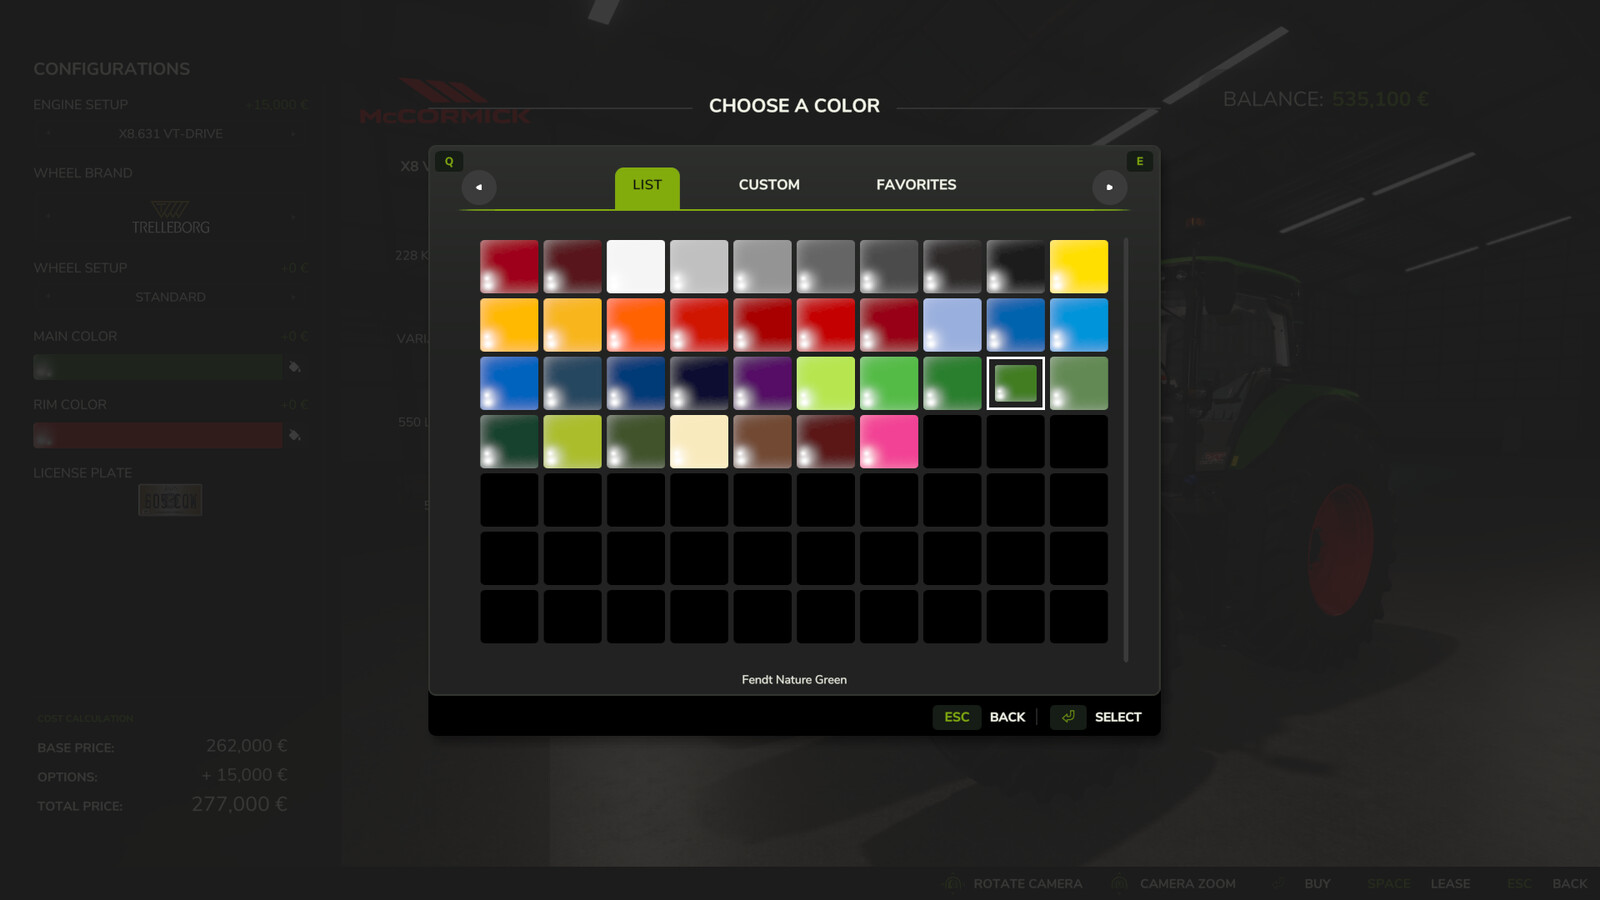 CONFIGURATIONS
ENGINE SETUP +15,000 €
X8.631 VT-DRIVE
WHEEL BRAND
TRELLEBORG
WHEEL SETUP +0 €
STANDARD
MAIN COLOR +0 €
RIM COLOR +0 €
LICENSE PLATE
COST CALCULATION
BASE PRICE: 262,000 €
OPTIONS: + 15,000 €
TOTAL PRICE: 277,000 €
McCORMICK
X8 V
228 K
VARI
550 L
BALANCE: 535,100 €
CHOOSE A COLOR
Q
E
LIST
CUSTOM
FAVORITES
Fendt Nature Green
ESC BACK
SELECT
ROTATE CAMERA
CAMERA ZOOM
BUY
SPACE LEASE
ESC BACK